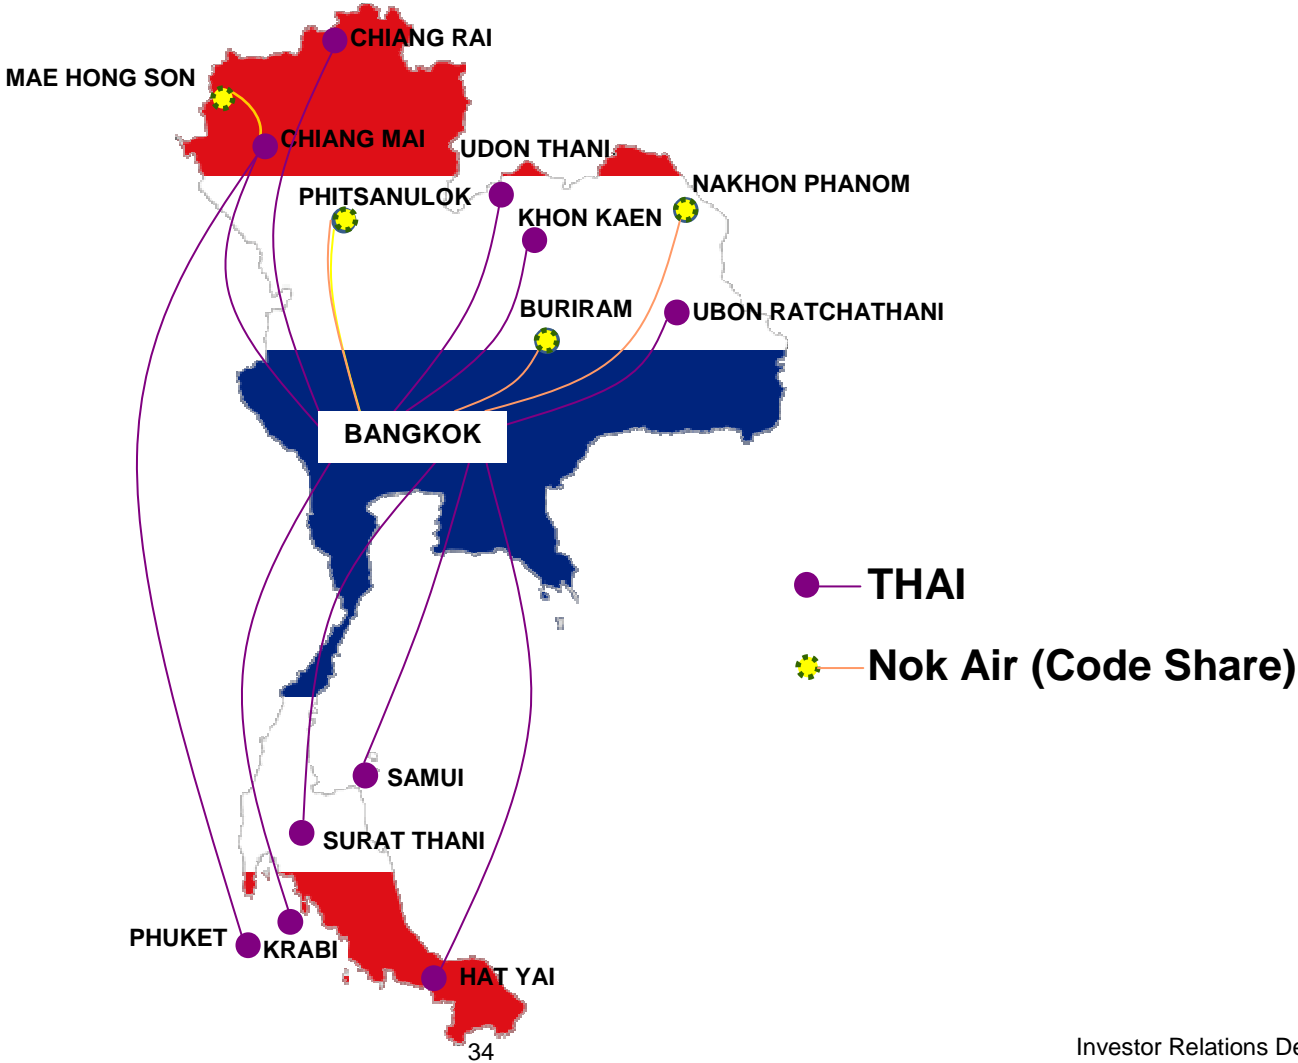 CHIANG RAI
MAE HONG SON
CHIANG MAI
UDON THANI
PHITSANULOK
NAKHON PHANOM
KHON KAEN
BURIRAM
UBON RATCHATHANI
BANGKOK
THAI
Nok Air (Code Share)
SAMUI
SURAT THANI
PHUKET
KRABI
HAT YAI
34
Investor Relations De